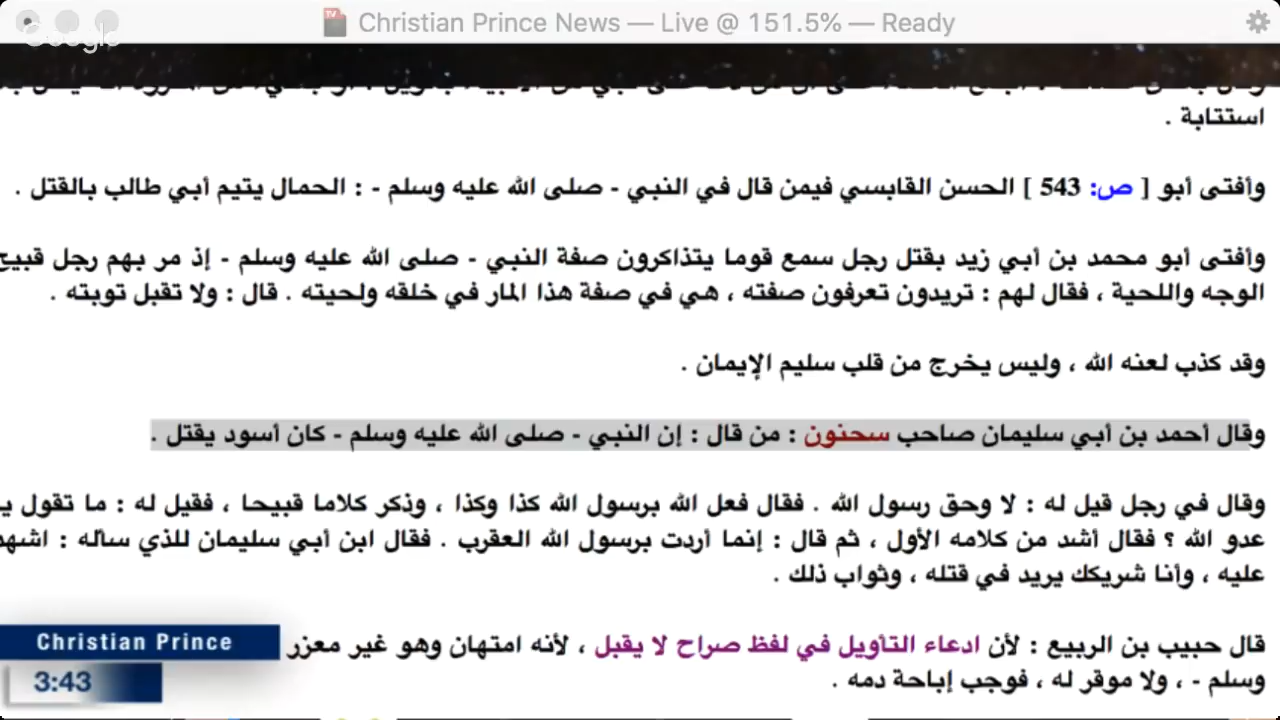 Christian Prince News — Live @ 151.5% — Ready
TV
Google
استتابة .
وأفتى أبو [ ص: 543 ] الحسن القابسي فيمن قال في النبي - صلى الله عليه وسلم - : الحمال يتيم أبي طالب بالقتل .
وأفتى أبو محمد بن أبي زيد بقتل رجل سمع قوما يتذاكرون صفة النبي - صلى الله عليه وسلم - إذ مر بهم رجل قبيح
الوجه واللحية ، فقال لهم : تريدون تعرفون صفته ، هي في صفة هذا المار في خلقه ولحيته . قال : ولا تقبل توبته .
وقد كذب لعنه الله ، وليس يخرج من قلب سليم الإيمان .
وقال أحمد بن أبي سليمان صاحب سحنون : من قال : إن النبي - صلى الله عليه وسلم - كان أسود يقتل .
وقال في رجل قيل له : لا وحق رسول الله . فقال فعل الله برسول الله كذا وكذا ، وذكر كلاما قبيحا ، فقيل له : ما تقول
عدو الله ؟ فقال أشد من كلامه الأول ، ثم قال : إنما أردت برسول الله العقرب . فقال ابن أبي سليمان للذي سأله : اشهد
عليه ، وأنا شريكك يريد في قتله ، وثواب ذلك .
قال حبيب بن الربيع : لأن ادعاء التأويل في لفظ صراح لا يقبل ، لأنه امتهان وهو غير معزر
وسلم - ، ولا موقر له ، فوجب إباحة دمه .
Christian Prince
3:43